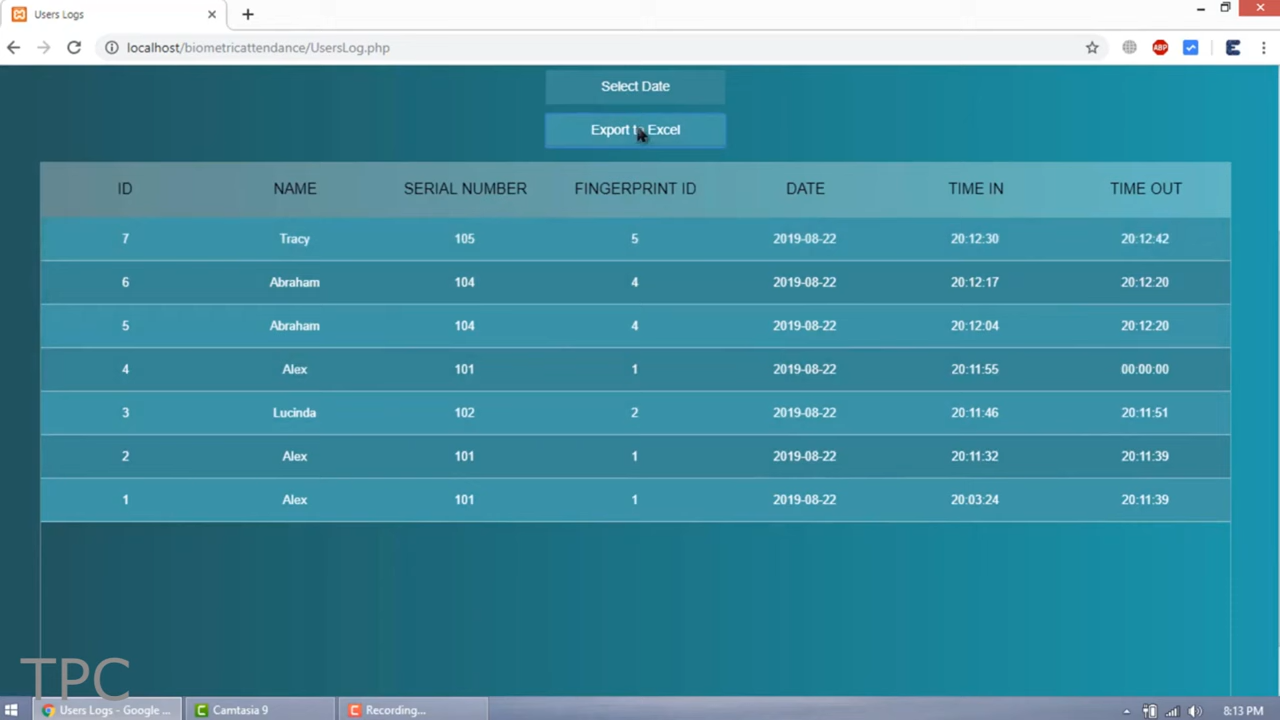 Users Logs
localhost/biometricattendance/UsersLog.php
ABP
Select Date
Export to Excel
ID NAME SERIAL NUMBER FINGERPRINT ID DATE TIME IN TIME OUT
7 Tracy 105 5 2019-08-22 20:12:30 20:12:42
6 Abraham 104 4 2019-08-22 20:12:17 20:12:20
5 Abraham 104 4 2019-08-22 20:12:04 20:12:20
4 Alex 101 1 2019-08-22 20:11:55 00:00:00
3 Lucinda 102 2 2019-08-22 20:11:46 20:11:51
2 Alex 101 1 2019-08-22 20:11:32 20:11:39
1 Alex 101 1 2019-08-22 20:03:24 20:11:39
TPC
Users Logs - Google ... Camtasia 9 Recording... 8:13 PM